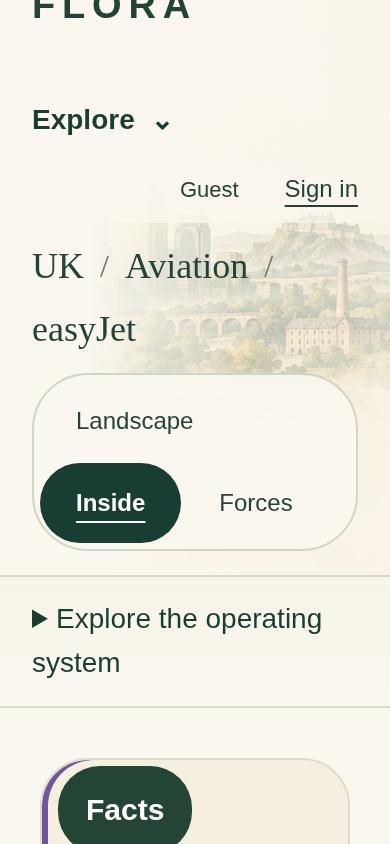 FLORA
Explore
Guest Sign in
UK / Aviation /
easyJet
Landscape
Inside Forces
Explore the operating
system
Facts